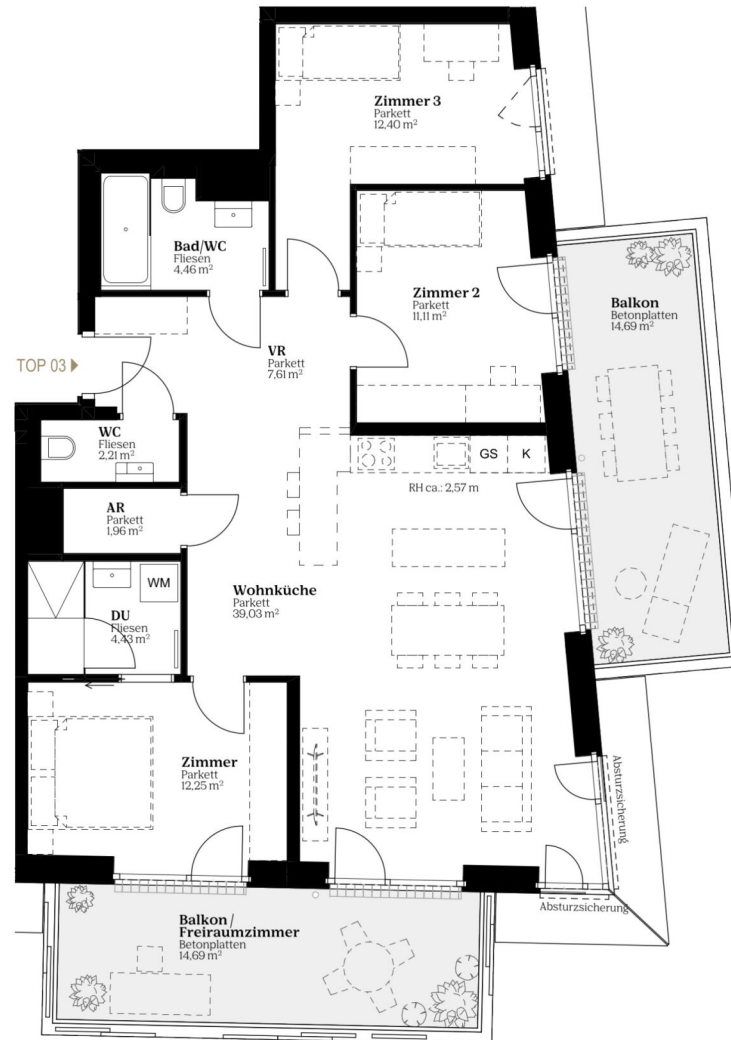 Zimmer 3
Parkett
12,40 m²
Bad/WC
Fliesen
4,46 m²
Zimmer 2
Parkett
11,11 m²
Balkon
Betonplatten
14,69 m²
VR
Parkett
7,61 m²
TOP 03
WC
Fliesen
2,21 m²
GS
K
RH ca.: 2,57 m
AR
Parkett
1,96 m²
WM
DU
Fliesen
4,43 m²
Wohnküche
Parkett
39,03 m²
Zimmer
Parkett
12,25 m²
Absturzsicherung
Absturzsicherung
Balkon/
Freiraumzimmer
Betonplatten
14,69 m²